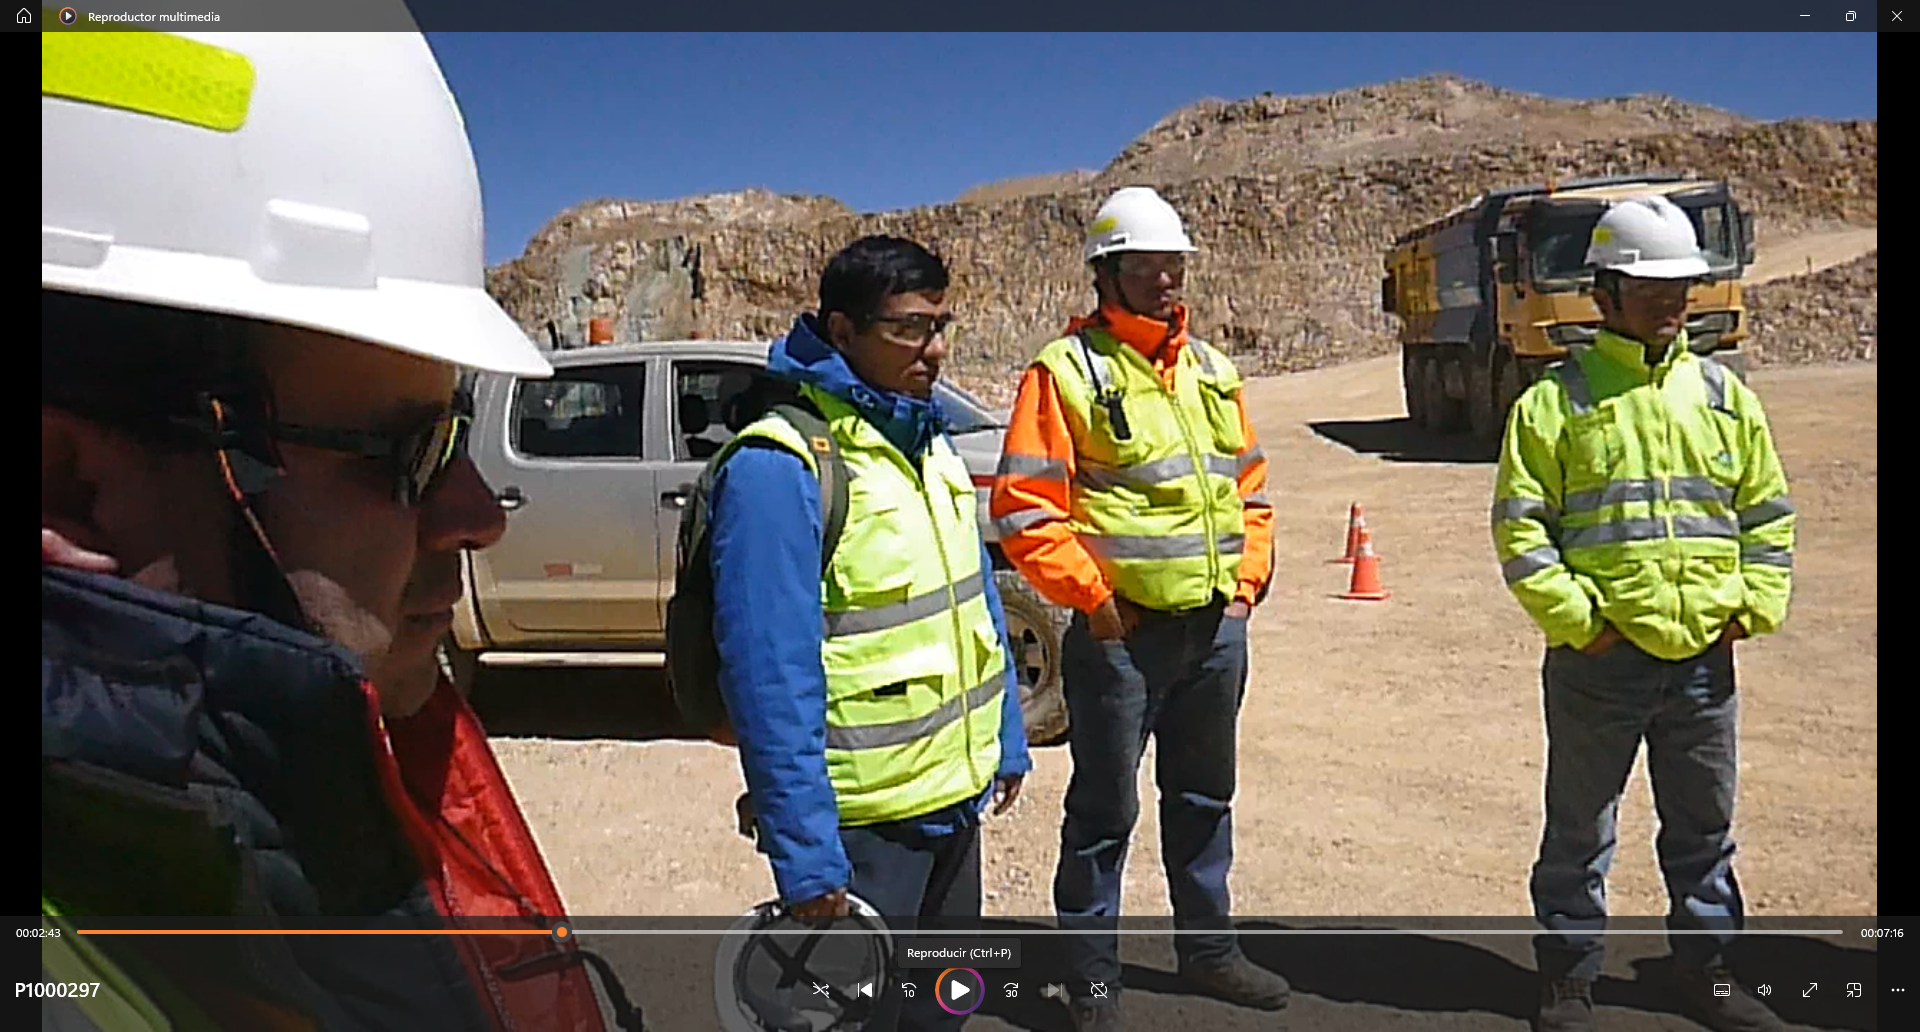 Reproductor multimedia
00:02:43
00:07:16
Reproducir (Ctrl+P)
P1000297
10
30